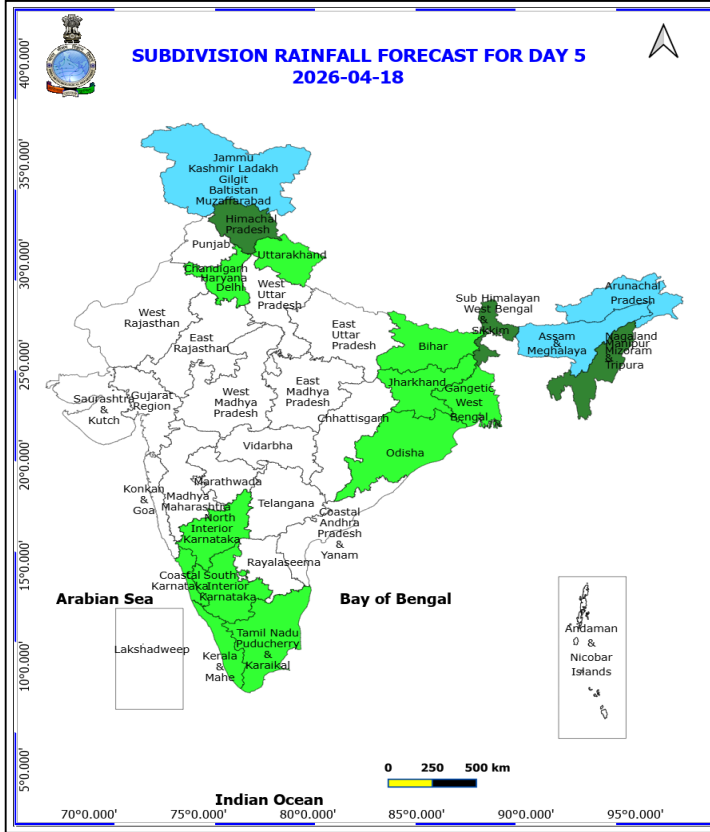 SUBDIVISION RAINFALL FORECAST FOR DAY 5
2026-04-18
40°0.000'
35°0.000'
30°0.000'
25°0.000'
20°0.000'
15°0.000'
10°0.000'
5°0.000'
Jammu
Kashmir Ladakh
Gilgit
Baltistan
Muzaffarabad
Himachal
Pradesh
Punjab
Uttarakhand
Chandigarh
Haryana
Delhi
West
Uttar
Pradesh
West
Rajasthan
East
Rajasthan
East
Uttar
Pradesh
Sub Himalayan
West Bengal
&
Sikkim
Arunachal
Pradesh
Assam
&
Meghalaya
Nagaland
Manipur
Mizoram
&
Tripura
Bihar
Jharkhand
Gangetic
West
Bengal
Saurashtra
&
Kutch
Gujarat
Region
West
Madhya
Pradesh
East
Madhya
Pradesh
Chhattisgarh
Odisha
Vidarbha
Konkan
&
Goa
Madhya
Maharashtra
Marathwada
Telangana
Coastal
Andhra
Pradesh
&
Yanam
North
Interior
Karnataka
Rayalaseema
Coastal
Karnataka
South
Interior
Karnataka
Arabian Sea
Bay of Bengal
Lakshadweep
Kerala
&
Mahe
Tamil Nadu
Puducherry
&
Karaikal
Andaman
&
Nicobar
Islands
0 250 500 km
Indian Ocean
70°0.000' 75°0.000' 80°0.000' 85°0.000' 90°0.000' 95°0.000'